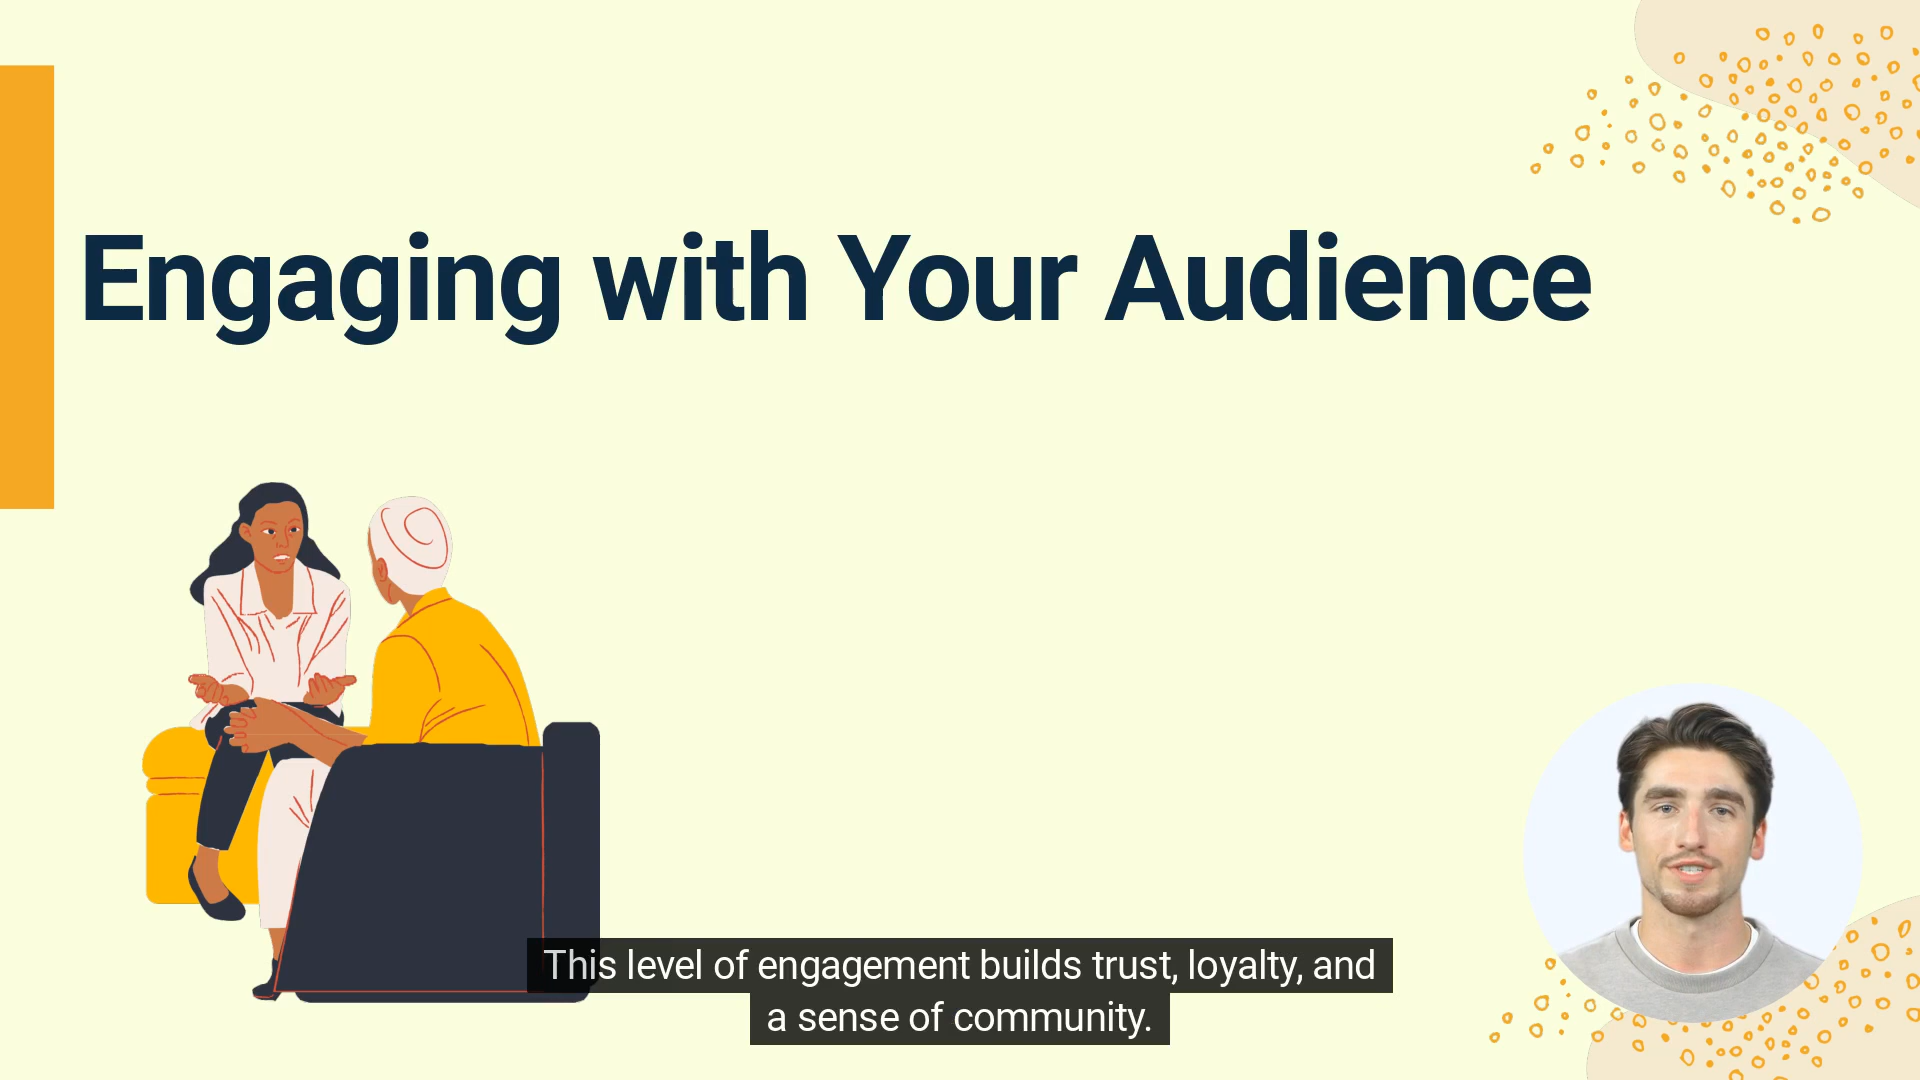 Engaging with Your Audience
This level of engagement builds trust, loyalty, and
a sense of community.